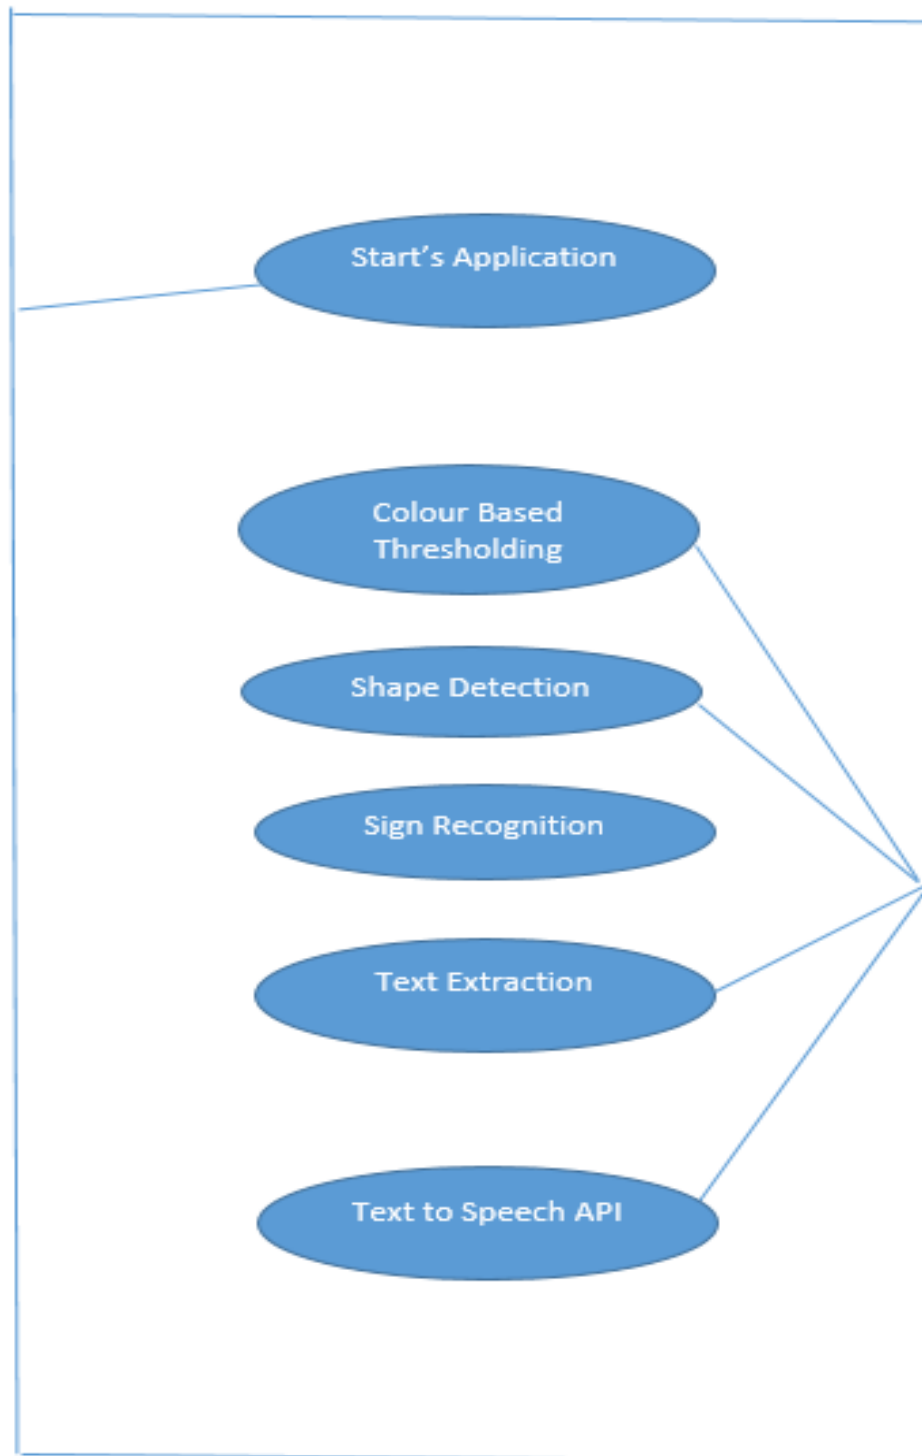 Start’s Application
Colour Based
Thresholding
Shape Detection
Sign Recognition
Text Extraction
Text to Speech API